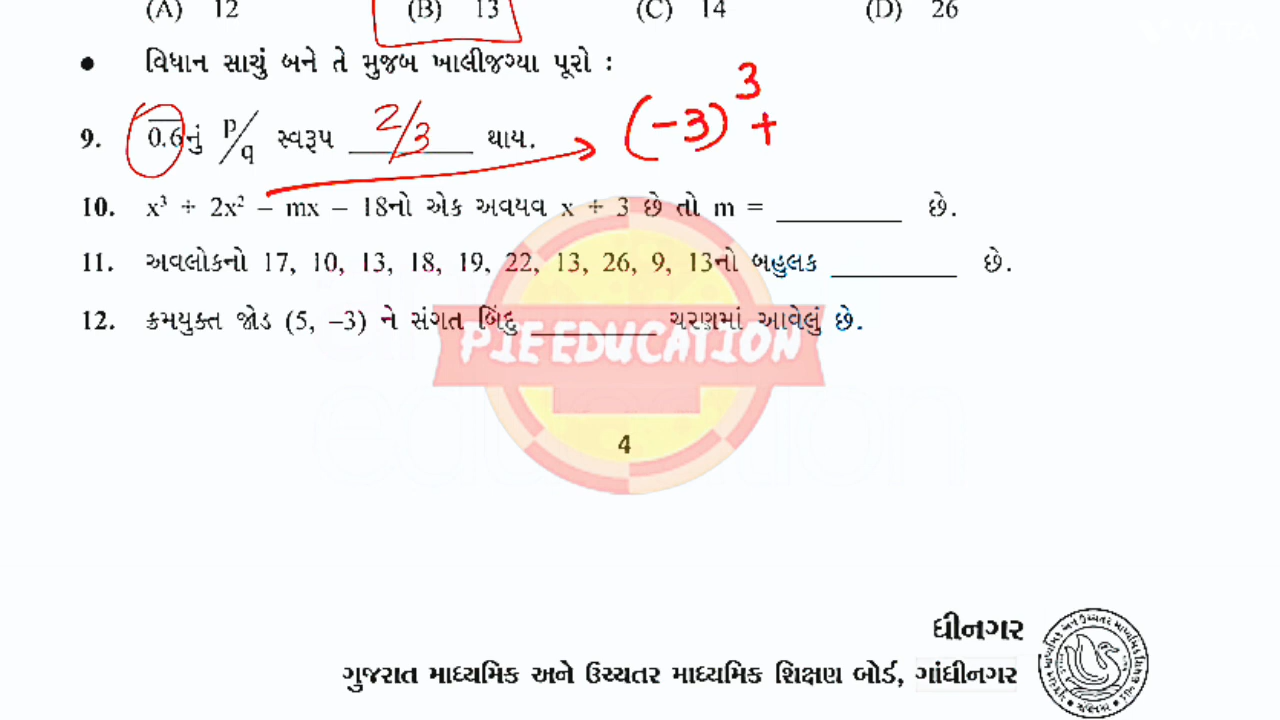 (A) 12 (B) 13 (C) 14 (D) 26
• વિધાન સાચું બને તે મુજબ ખાલીજગ્યા પૂરો :
9. 0.6̅નું p/q સ્વરૂપ 2/3 થાય.
(-3)³ +
10. x³ + 2x² – mx – 18નો એક અવયવ x + 3 છે તો m = ________ છે.
11. અવલોકનો 17, 10, 13, 18, 19, 22, 13, 26, 9, 13નો બહુલક ________ છે.
12. ક્રમયુક્ત જોડ (5, –3) ને સંગત બિંદુ ________ ચરણમાં આવેલું છે.
PIE EDUCATION
4
ધીનગર
ગુજરાત માધ્યમિક અને ઉચ્ચતર માધ્યમિક શિક્ષણ બોર્ડ, ગાંધીનગર